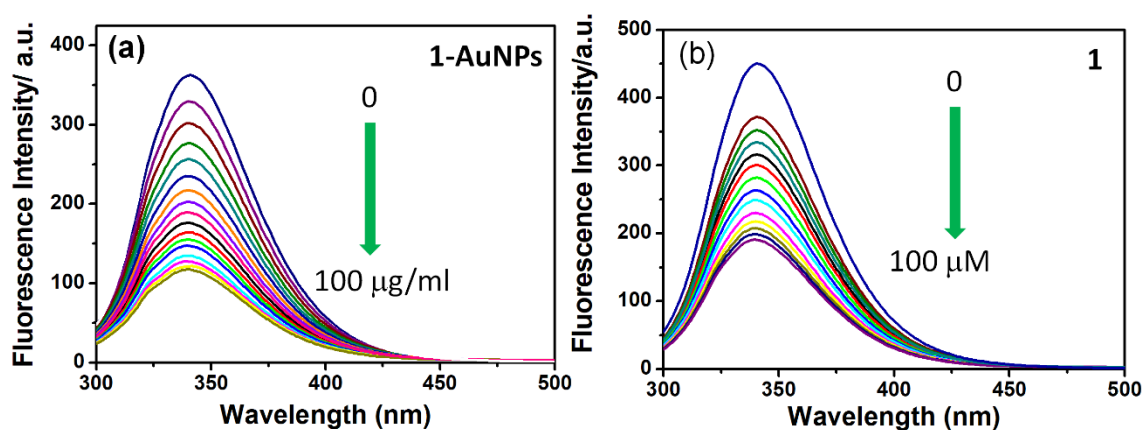 (a)
1-AuNPs
0
100 μg/ml
400
300
200
100
0
300 350 400 450 500
Wavelength (nm)
Fluorescence Intensity/ a.u.
(b)
1
0
100 μM
500
400
300
200
100
0
300 350 400 450 500
Wavelength (nm)
Fluorescence Intensity/a.u.